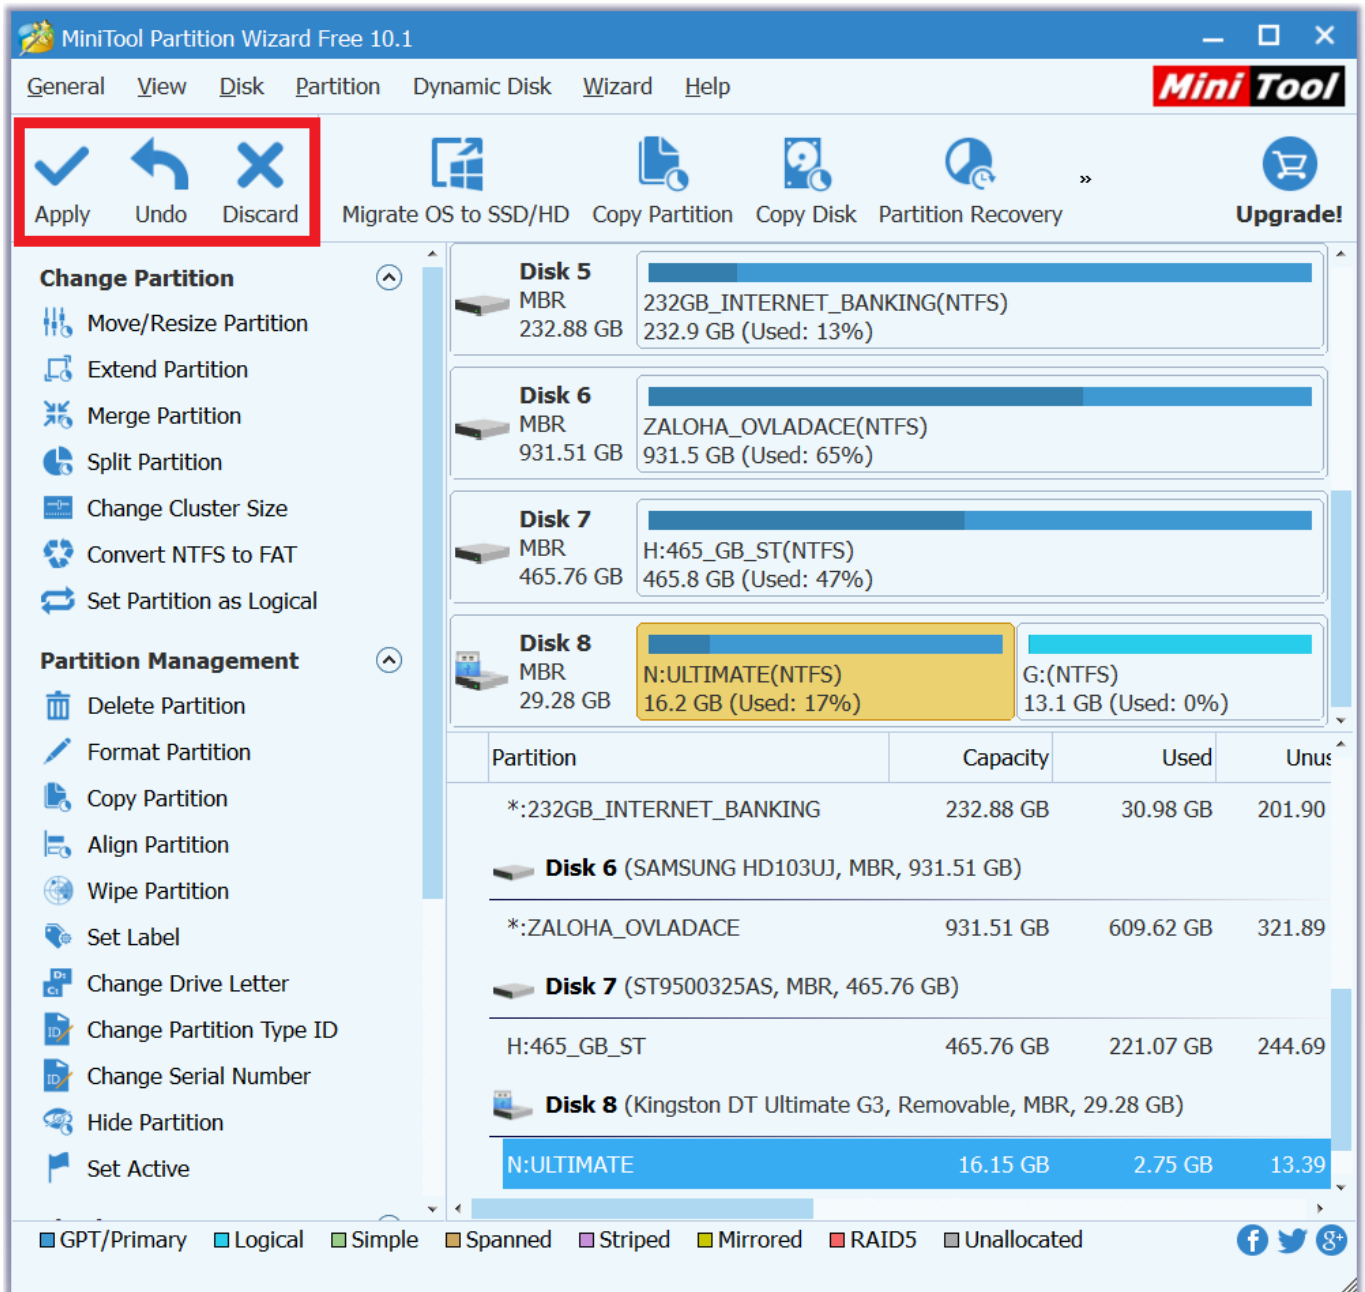 MiniTool Partition Wizard Free 10.1
General View Disk Partition Dynamic Disk Wizard Help
Mini Tool
Apply Undo Discard Migrate OS to SSD/HD Copy Partition Copy Disk Partition Recovery » Upgrade!
Change Partition
Move/Resize Partition
Extend Partition
Merge Partition
Split Partition
Change Cluster Size
Convert NTFS to FAT
Set Partition as Logical
Partition Management
Delete Partition
Format Partition
Copy Partition
Align Partition
Wipe Partition
Set Label
Change Drive Letter
Change Partition Type ID
Change Serial Number
Hide Partition
Set Active
Disk 5
MBR
232.88 GB
232GB_INTERNET_BANKING(NTFS)
232.9 GB (Used: 13%)
Disk 6
MBR
931.51 GB
ZALOHA_OVLADACE(NTFS)
931.5 GB (Used: 65%)
Disk 7
MBR
465.76 GB
H:465_GB_ST(NTFS)
465.8 GB (Used: 47%)
Disk 8
MBR
29.28 GB
N:ULTIMATE(NTFS)
16.2 GB (Used: 17%)
G:(NTFS)
13.1 GB (Used: 0%)
Partition Capacity Used Unus
*:232GB_INTERNET_BANKING 232.88 GB 30.98 GB 201.90
Disk 6 (SAMSUNG HD103UJ, MBR, 931.51 GB)
*:ZALOHA_OVLADACE 931.51 GB 609.62 GB 321.89
Disk 7 (ST9500325AS, MBR, 465.76 GB)
H:465_GB_ST 465.76 GB 221.07 GB 244.69
Disk 8 (Kingston DT Ultimate G3, Removable, MBR, 29.28 GB)
N:ULTIMATE 16.15 GB 2.75 GB 13.39
GPT/Primary Logical Simple Spanned Striped Mirrored RAID5 Unallocated